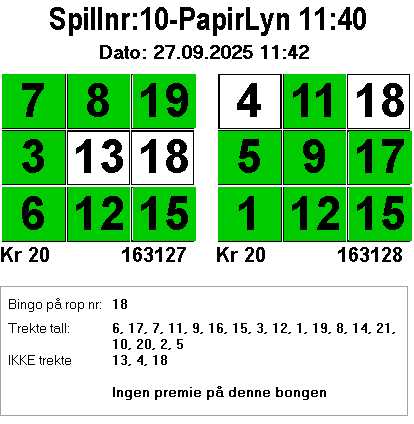 Spillnr:10-PapirLyn 11:40
Dato: 27.09.2025 11:42
7 8 19 4 11 18
3 13 18 5 9 17
6 12 15 1 12 15
Kr 20 163127 Kr 20 163128
Bingo på rop nr: 18
Trekte tall: 6, 17, 7, 11, 9, 16, 15, 3, 12, 1, 19, 8, 14, 21,
10, 20, 2, 5
IKKE trekte 13, 4, 18
Ingen premie på denne bongen